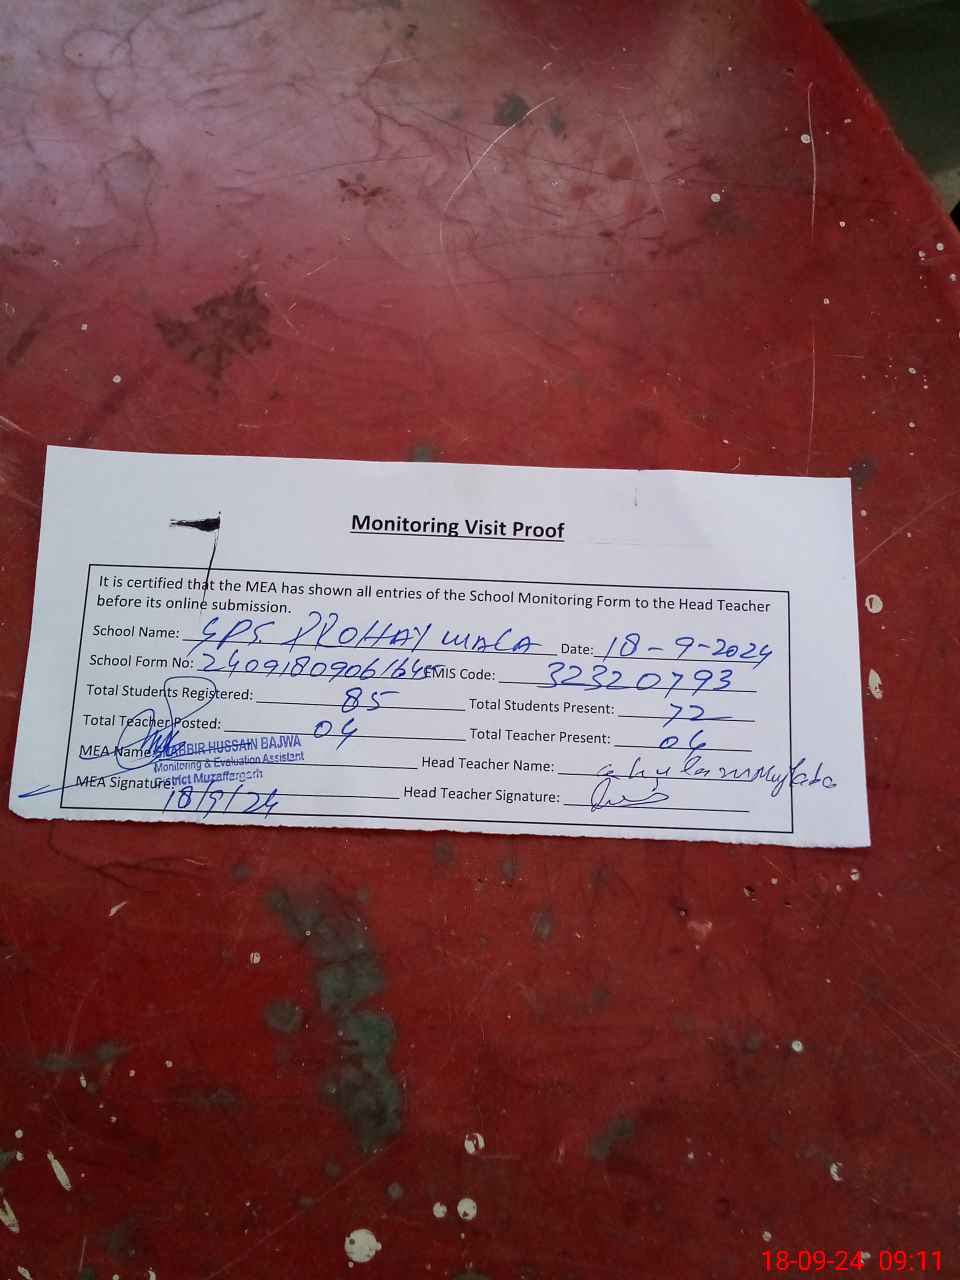 Monitoring Visit Proof
It is certified that the MEA has shown all entries of the School Monitoring Form to the Head Teacher
before its online submission.
School Name: GPS ROHAY WALA Date: 18-9-2024
School Form No: EMIS Code: 32320793
Total Students Registered: 85 Total Students Present: 72
Total Teacher Posted: 04 Total Teacher Present: 04
MEA Name: SHABBIR HUSSAIN BAJWA Head Teacher Name:
Monitoring & Evaluation Assistant
District Muzaffargarh
MEA Signature: 18/9/24 Head Teacher Signature:
18-09-24 09:11